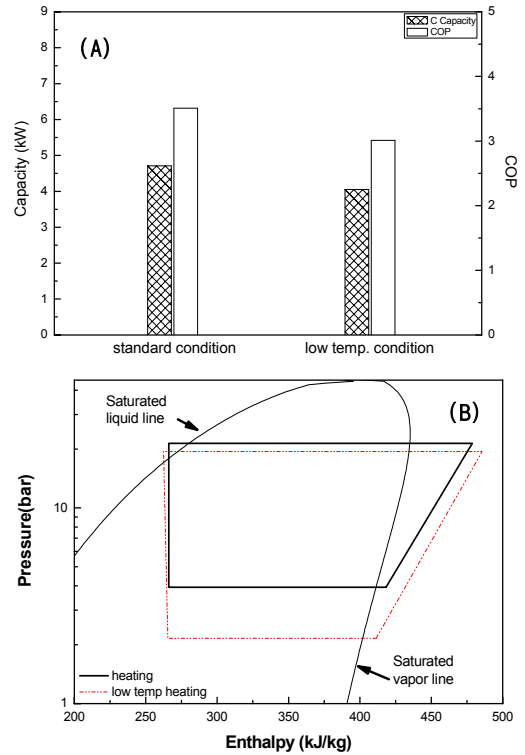 (A)
C Capacity
COP
9
8
7
6
5
4
3
2
1
0
Capacity (kW)
5
4
3
2
1
0
COP
standard condition
low temp. condition
(B)
Saturated
liquid line
10
1
Pressure(bar)
heating
low temp heating
Saturated
vapor line
200 250 300 350 400 450 500
Enthalpy (kJ/kg)